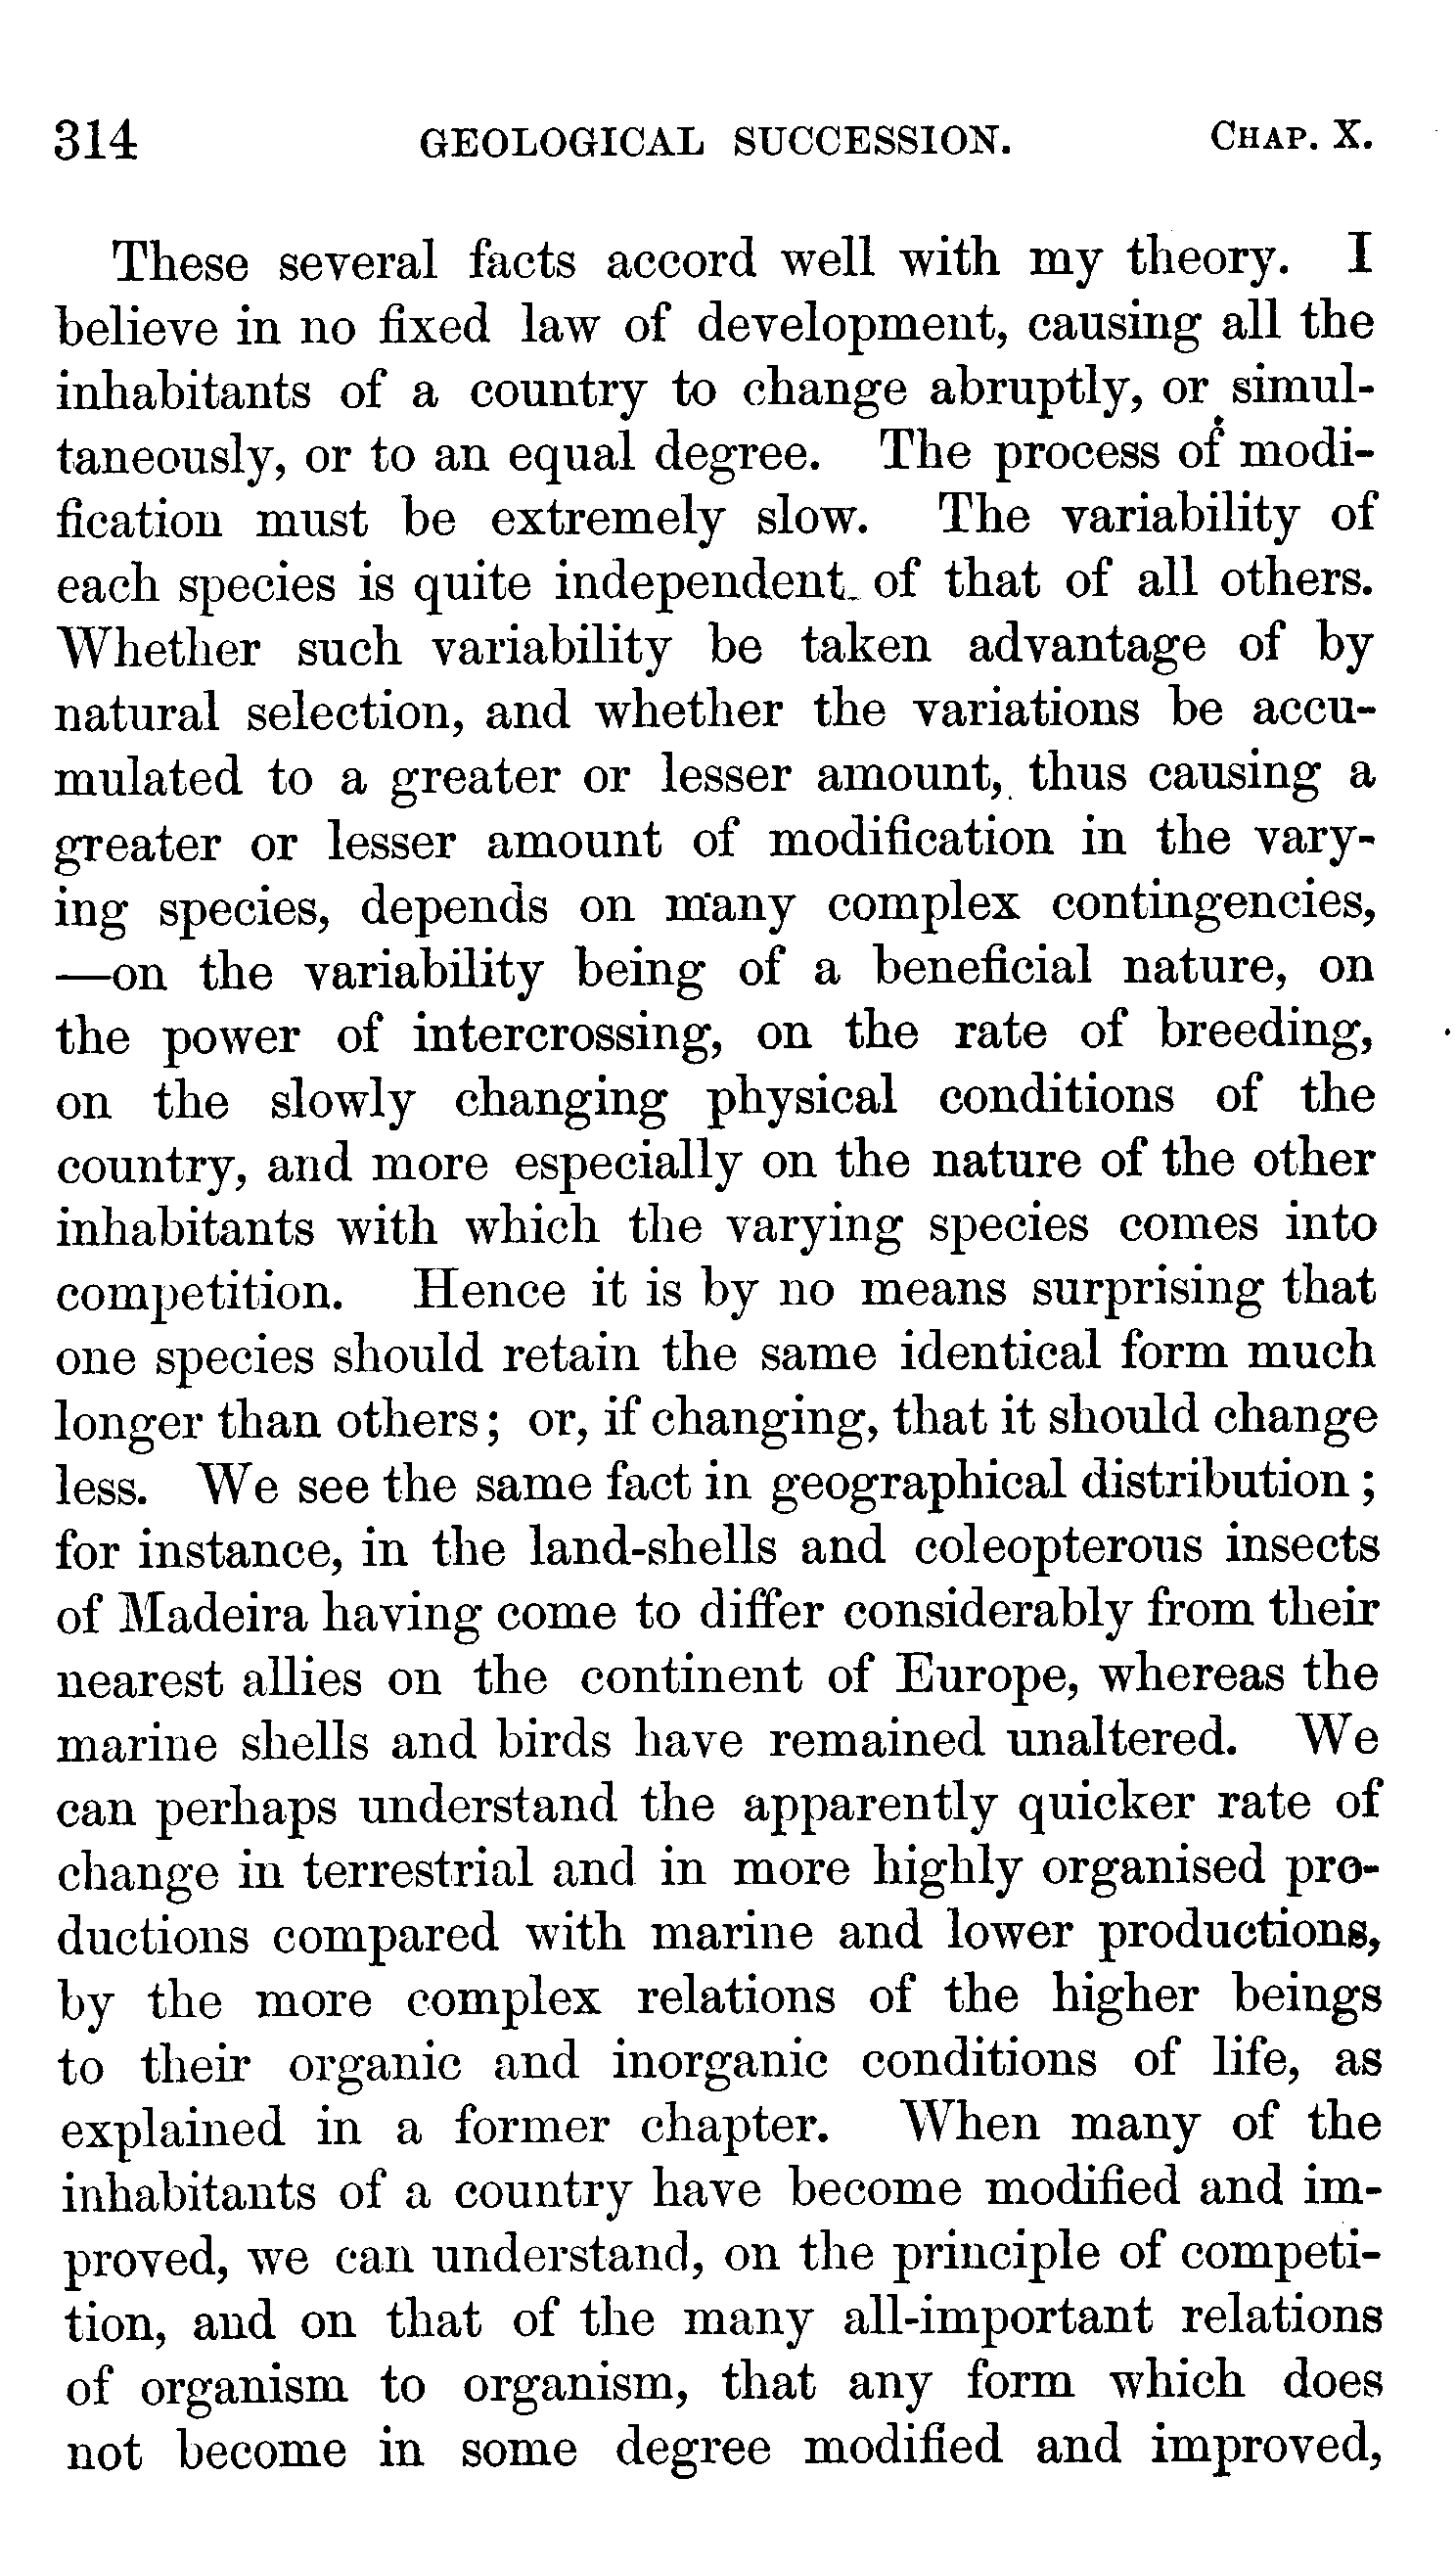 314 GEOLOGICAL SUCCESSION. CHAP. X.
These several facts accord well with my theory. I
believe in no fixed law of development, causing all the
inhabitants of a country to change abruptly, or simul-
taneously, or to an equal degree. The process of modi-
fication must be extremely slow. The variability of
each species is quite independent of that of all others.
Whether such variability be taken advantage of by
natural selection, and whether the variations be accu-
mulated to a greater or lesser amount, thus causing a
greater or lesser amount of modification in the vary-
ing species, depends on many complex contingencies,
—on the variability being of a beneficial nature, on
the power of intercrossing, on the rate of breeding,
on the slowly changing physical conditions of the
country, and more especially on the nature of the other
inhabitants with which the varying species comes into
competition. Hence it is by no means surprising that
one species should retain the same identical form much
longer than others; or, if changing, that it should change
less. We see the same fact in geographical distribution;
for instance, in the land-shells and coleopterous insects
of Madeira having come to differ considerably from their
nearest allies on the continent of Europe, whereas the
marine shells and birds have remained unaltered. We
can perhaps understand the apparently quicker rate of
change in terrestrial and in more highly organised pro-
ductions compared with marine and lower productions,
by the more complex relations of the higher beings
to their organic and inorganic conditions of life, as
explained in a former chapter. When many of the
inhabitants of a country have become modified and im-
proved, we can understand, on the principle of competi-
tion, and on that of the many all-important relations
of organism to organism, that any form which does
not become in some degree modified and improved,